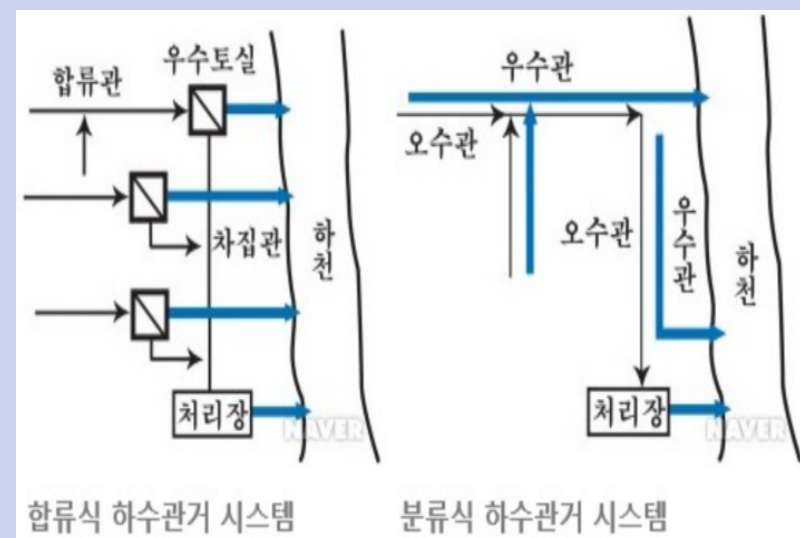 우수토실
합류관
차집관
하천
처리장
NAVER
합류식 하수관거 시스템
우수관
오수관
오수관
우수관
하천
처리장
NAVER
분류식 하수관거 시스템